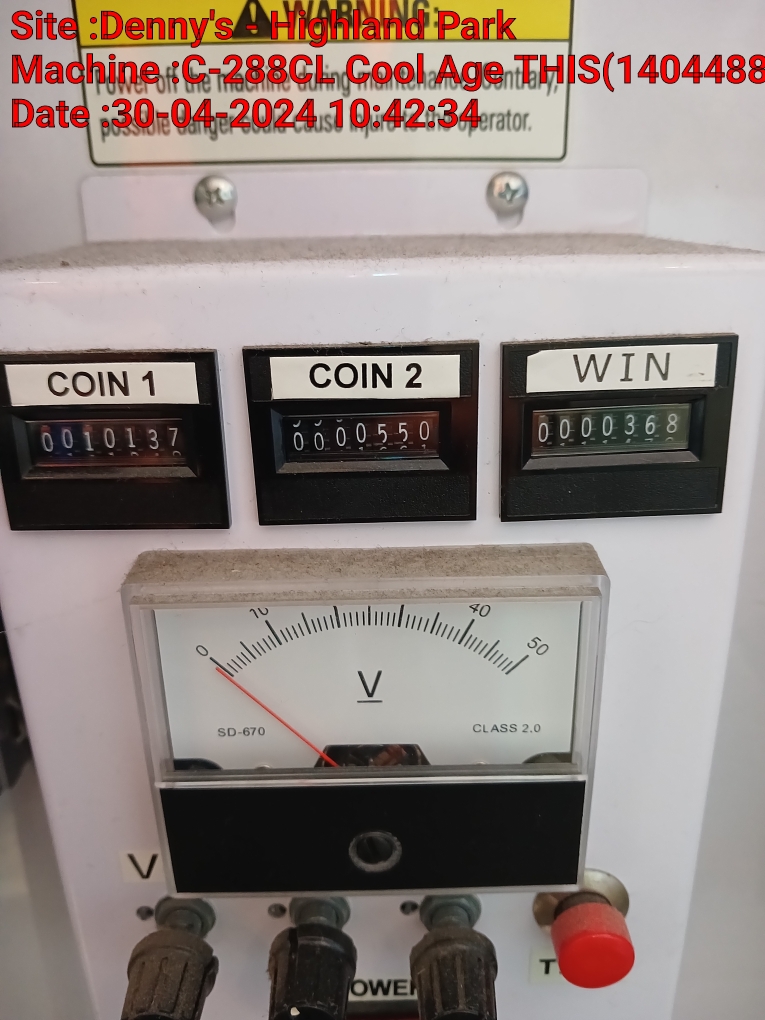 WARNING:
Site :Denny's - Highland Park
Machine :C-288CL Cool Age THIS(1404488
Power off the machine during maintenance. Contrary,
Date :30-04-2024 10:42:34
possible danger could cause injure to the operator.
COIN 1
COIN 2
WIN
0010137
0000550
0000368
0 10 40 50
V
SD-670
CLASS 2.0
V